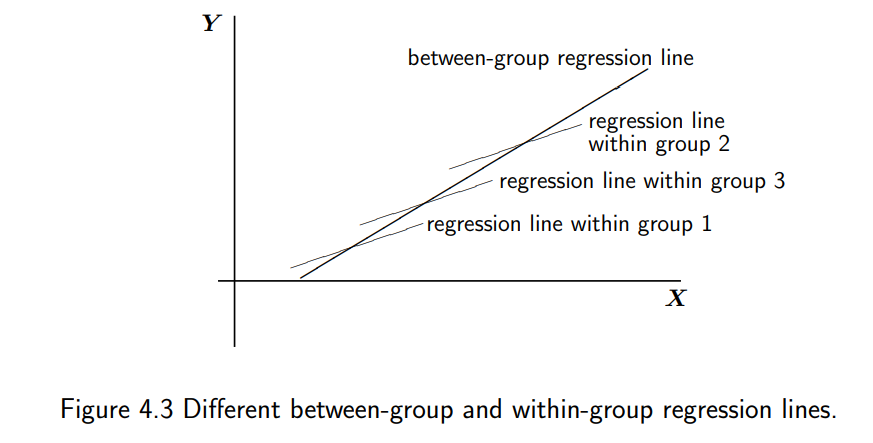 Y
between-group regression line
regression line
within group 2
regression line within group 3
regression line within group 1
X
Figure 4.3 Different between-group and within-group regression lines.